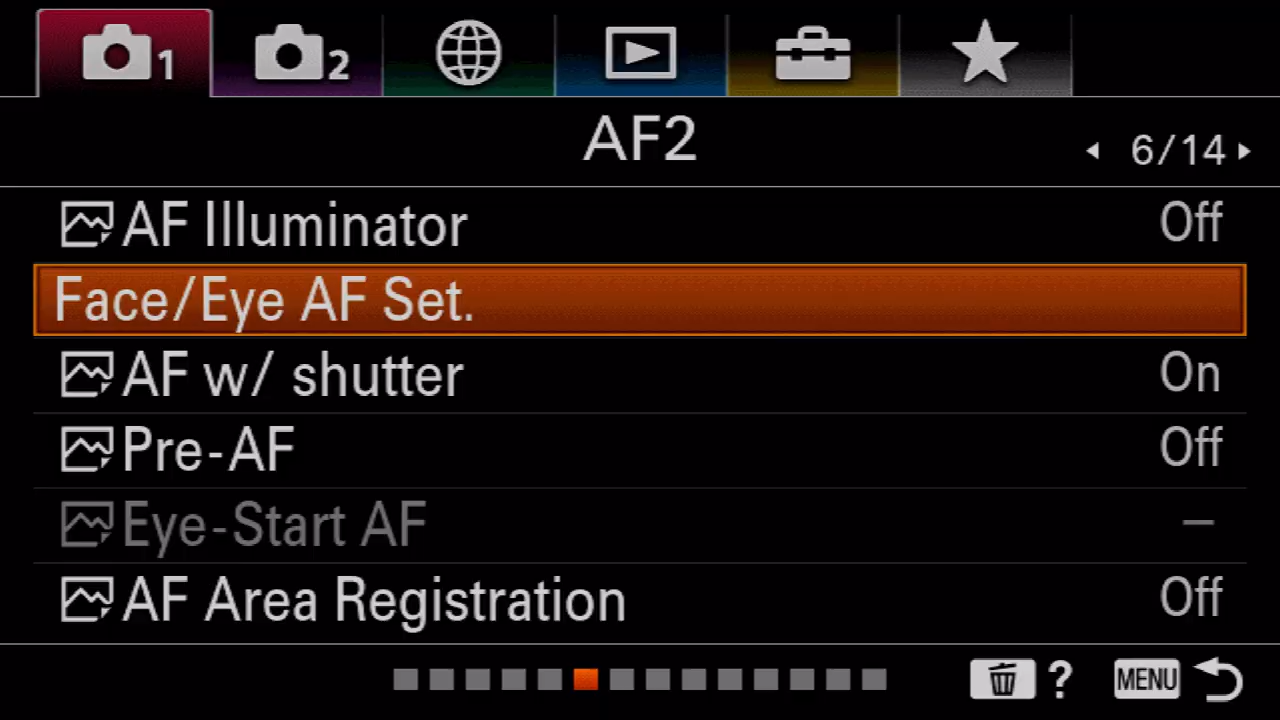 1
2
AF2
6/14
AF Illuminator Off
Face/Eye AF Set.
AF w/ shutter On
Pre-AF Off
Eye-Start AF –
AF Area Registration Off
? MENU